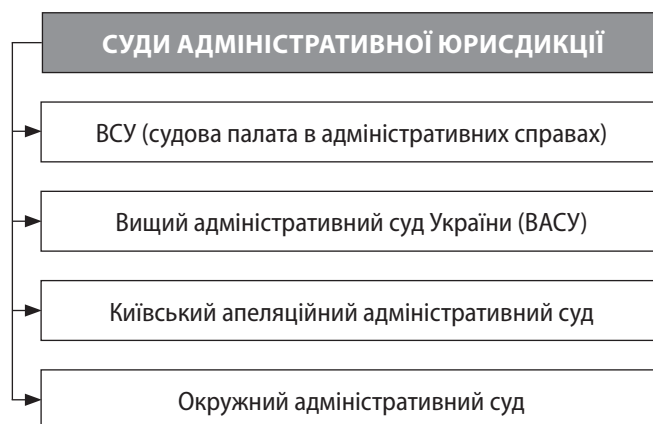 СУДИ АДМІНІСТРАТИВНОЇ ЮРИСДИКЦІЇ
ВСУ (судова палата в адміністративних справах)
Вищий адміністративний суд України (ВАСУ)
Київський апеляційний адміністративний суд
Окружний адміністративний суд